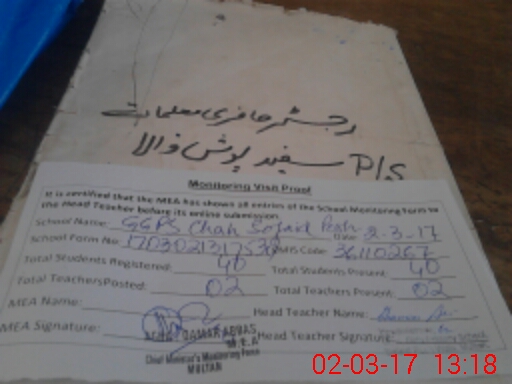 رجسٹر حاضری معلمات
P/S سفید پوش والا
Monitoring Visit Proof
It is certified that the MEA has shown all entries of the School Monitoring form to
the Head Teacher before its online submission.
School Name: GGPS Chah Sofaid Posh Date 2-3-17
School Form No 170302131753 EMIS Code: 36110267
Total Students Registered: 40 Total Students Present: 40
Total Teachers Posted: 02 Total Teachers Present: 02
MEA Name: Head Teacher Name:
MEA Signature: QAMAR ABBAS Head Teacher Signature:
M.E.A
Chief Minister's Monitoring Force
MULTAN
02-03-17 13:18